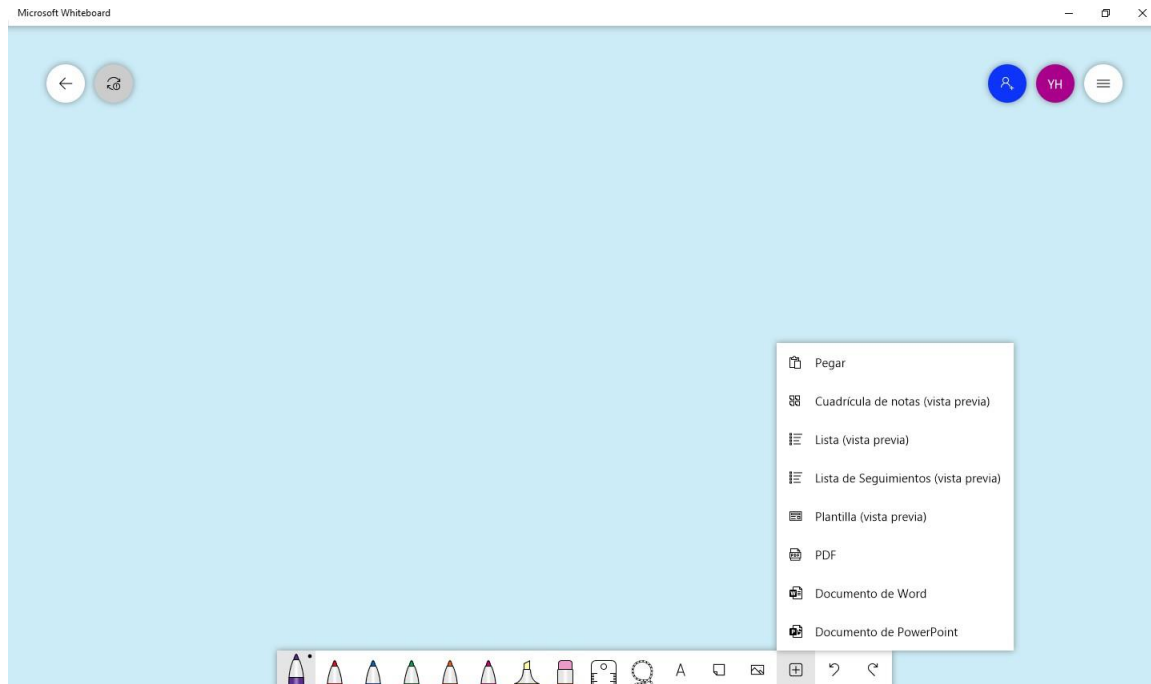 Microsoft Whiteboard
YH
Pegar
Cuadrícula de notas (vista previa)
Lista (vista previa)
Lista de Seguimientos (vista previa)
Plantilla (vista previa)
PDF
Documento de Word
Documento de PowerPoint
A